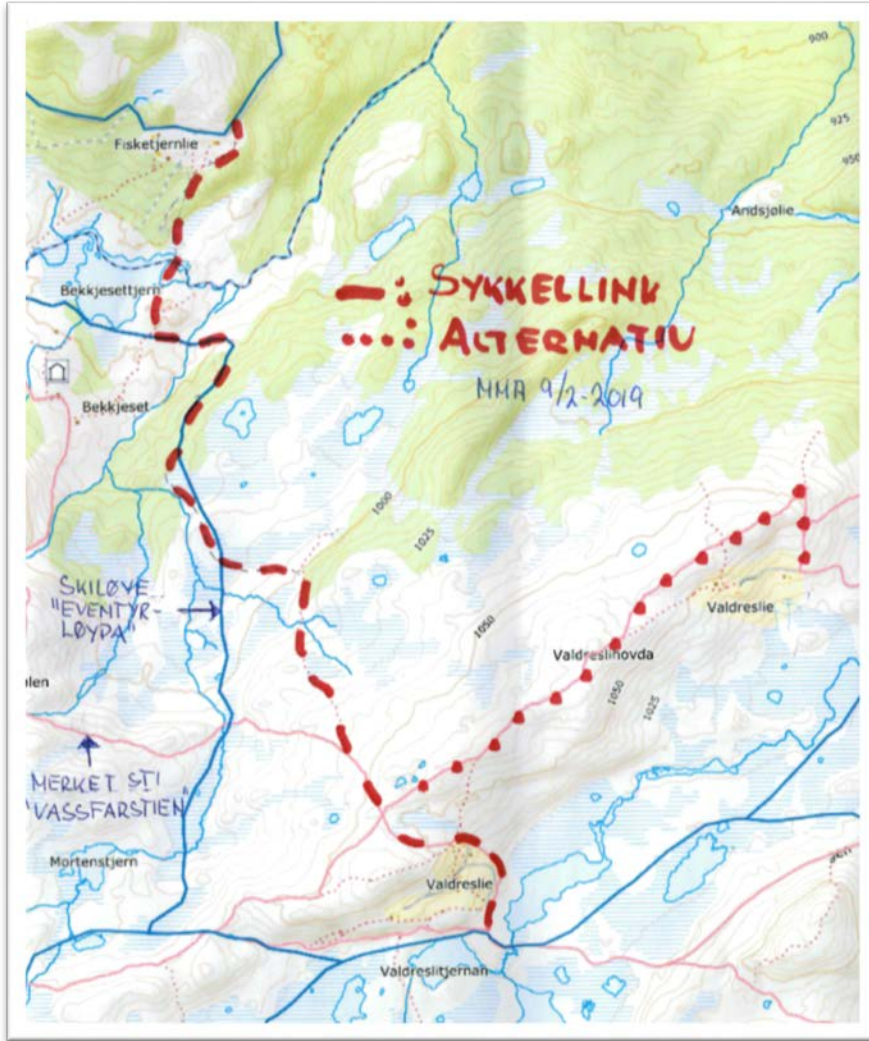 900
Fisketjernlie
925
950
Andsjølie
SYKKELLINK
Bekkjesettjern
ALTERNATIV
MMA 9/2-2019
Bekkjeset
1000
1025
SKILØYE
"EVENTYR-
LØYPA"
1050
Valdreslie
Valdreslihovda
1050
1025
MERKET STI
"VASSFARSTIEN"
Mortenstjern
Valdreslie
Valdreslitjernan